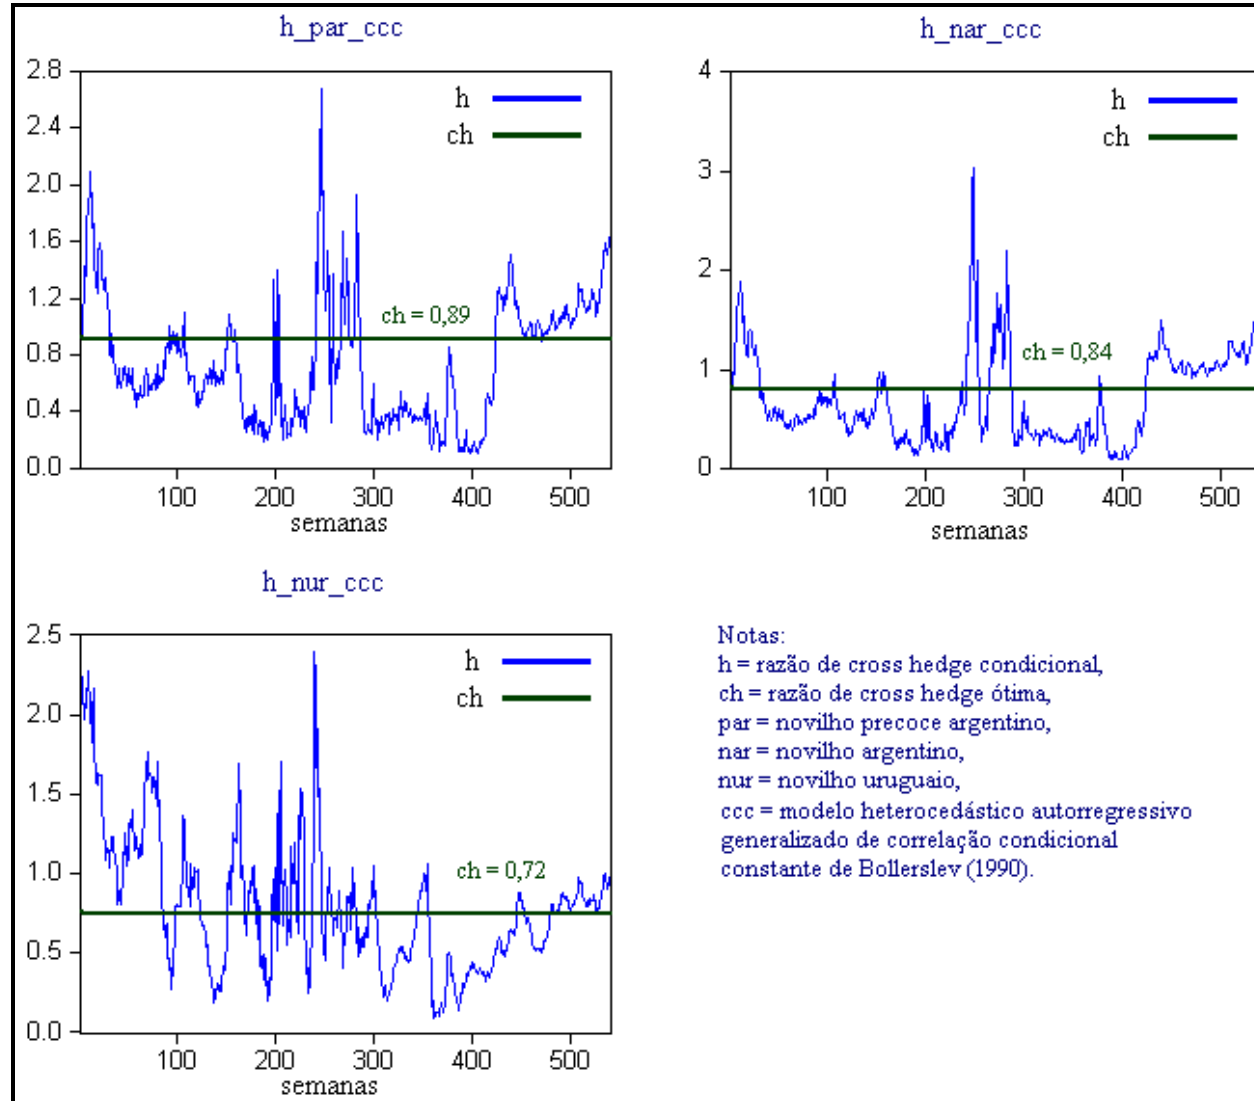 h_par_ccc
2.8
2.4
2.0
1.6
1.2
0.8
0.4
0.0
h
ch
ch = 0,89
100 200 300 400 500
semanas
h_nar_ccc
4
3
2
1
0
h
ch
ch = 0,84
100 200 300 400 500
semanas
h_nur_ccc
2.5
2.0
1.5
1.0
0.5
0.0
h
ch
ch = 0,72
100 200 300 400 500
semanas
Notas:
h = razão de cross hedge condicional,
ch = razão de cross hedge ótima,
par = novilho precoce argentino,
nar = novilho argentino,
nur = novilho uruguaio,
ccc = modelo heterocedástico autorregressivo
generalizado de correlação condicional
constante de Bollerslev (1990).